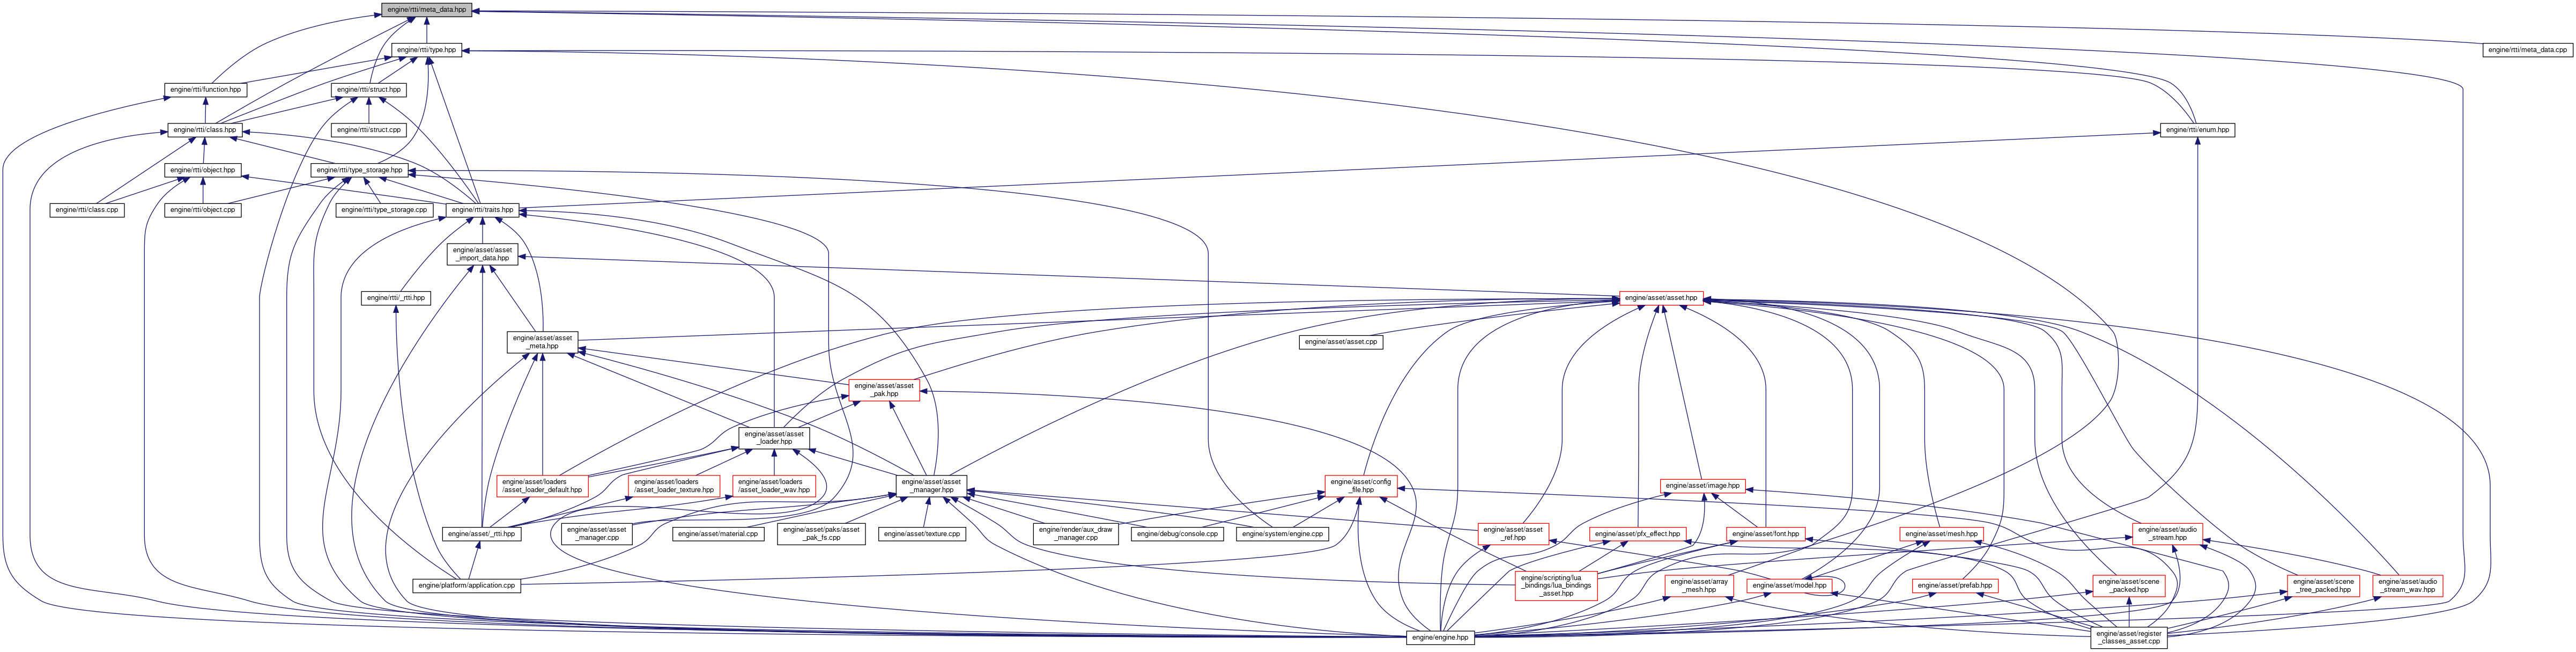 engine/rtti/meta_data.hpp
engine/rtti/type.hpp
engine/rtti/meta_data.cpp
engine/rtti/function.hpp
engine/rtti/struct.hpp
engine/rtti/class.hpp
engine/rtti/struct.cpp
engine/rtti/enum.hpp
engine/rtti/object.hpp
engine/rtti/type_storage.hpp
engine/rtti/class.cpp
engine/rtti/object.cpp
engine/rtti/type_storage.cpp
engine/rtti/traits.hpp
engine/asset/asset
_import_data.hpp
engine/rtti/_rtti.hpp
engine/asset/asset.hpp
engine/asset/asset
_meta.hpp
engine/asset/asset.cpp
engine/asset/asset
_pak.hpp
engine/asset/asset
_loader.hpp
engine/asset/loaders
/asset_loader_default.hpp
engine/asset/loaders
/asset_loader_texture.hpp
engine/asset/loaders
/asset_loader_wav.hpp
engine/asset/asset
_manager.hpp
engine/asset/config
_file.hpp
engine/asset/image.hpp
engine/asset/_rtti.hpp
engine/asset/asset
_manager.cpp
engine/asset/material.cpp
engine/asset/paks/asset
_pak_fs.cpp
engine/asset/texture.cpp
engine/render/aux_draw
_manager.cpp
engine/debug/console.cpp
engine/system/engine.cpp
engine/asset/asset
_ref.hpp
engine/asset/pfx_effect.hpp
engine/asset/font.hpp
engine/asset/mesh.hpp
engine/asset/audio
_stream.hpp
engine/platform/application.cpp
engine/scripting/lua
_bindings/lua_bindings
_asset.hpp
engine/asset/array
_mesh.hpp
engine/asset/model.hpp
engine/asset/prefab.hpp
engine/asset/scene
_packed.hpp
engine/asset/scene
_tree_packed.hpp
engine/asset/audio
_stream_wav.hpp
engine/engine.hpp
engine/asset/register
_classes_asset.cpp